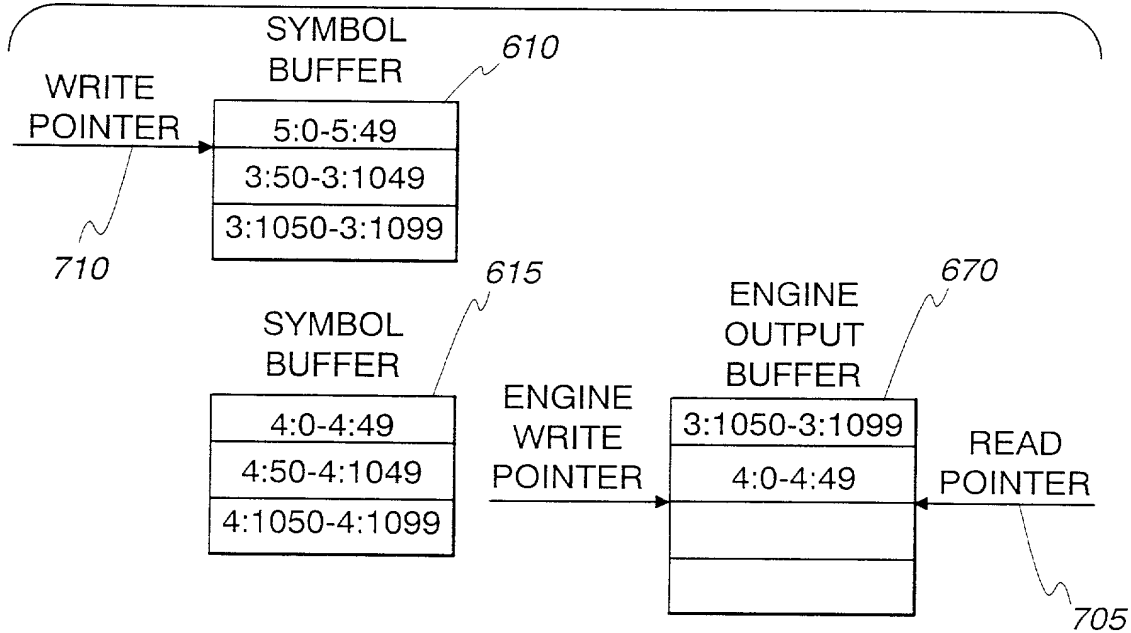 SYMBOL
BUFFER
610
WRITE
POINTER
5:0-5:49
3:50-3:1049
3:1050-3:1099
710
SYMBOL
BUFFER
615
4:0-4:49
4:50-4:1049
4:1050-4:1099
ENGINE
WRITE
POINTER
ENGINE
OUTPUT
BUFFER
670
3:1050-3:1099
4:0-4:49
READ
POINTER
705